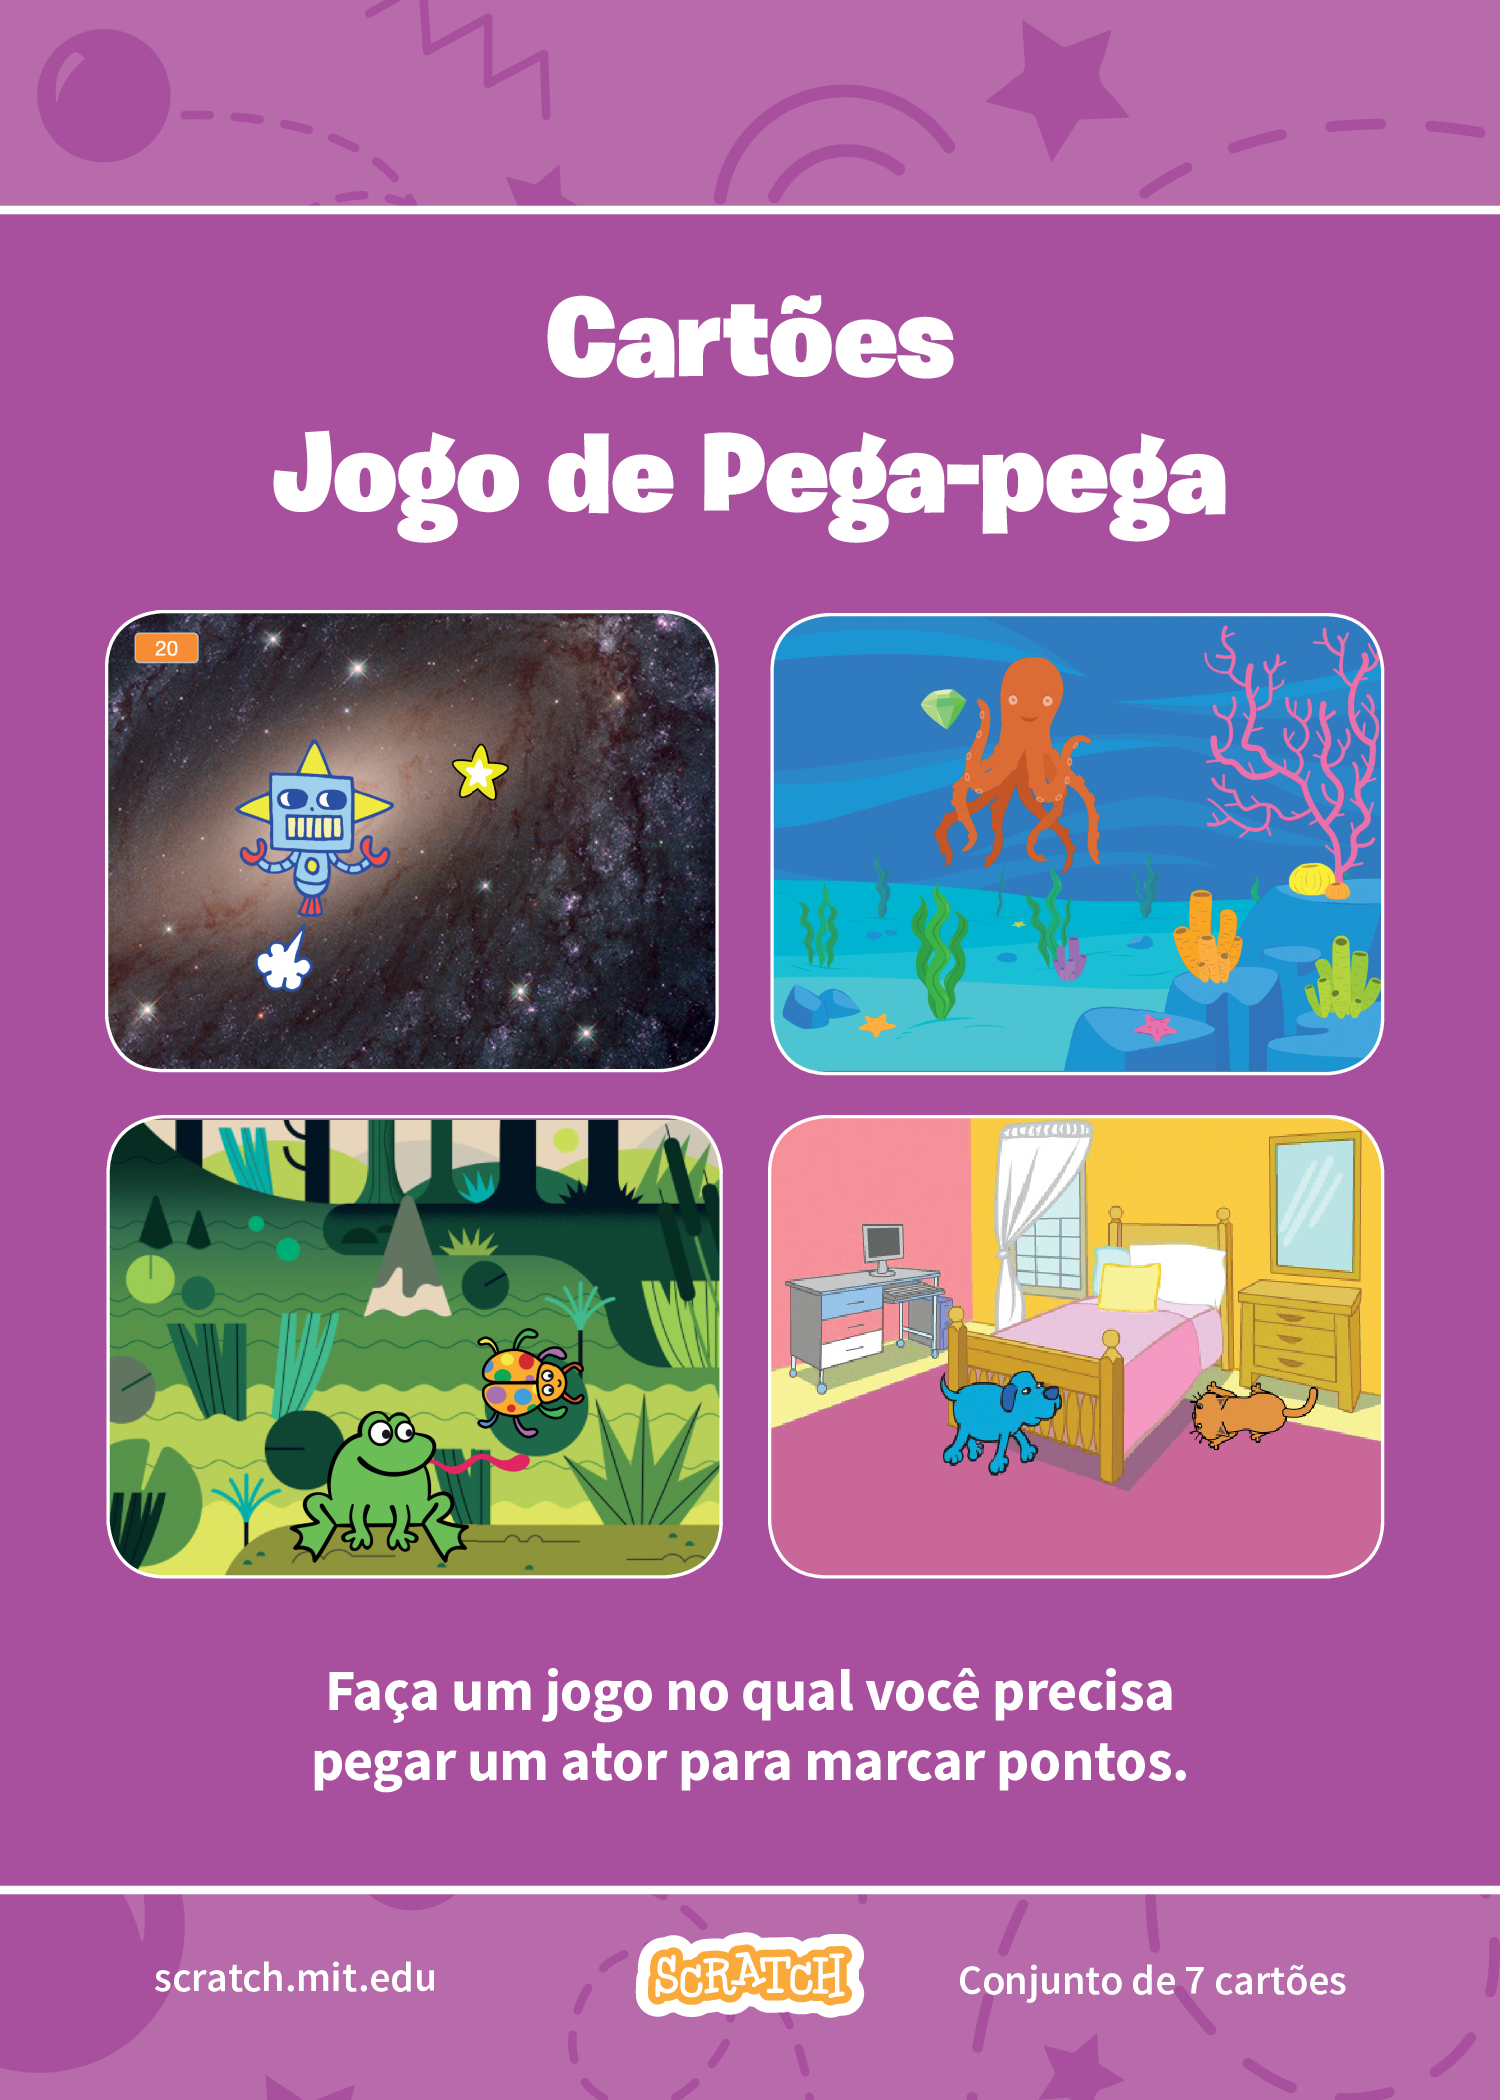 Cartões
Jogo de Pega-pega
20
Faça um jogo no qual você precisa
pegar um ator para marcar pontos.
scratch.mit.edu
SCRATCH
Conjunto de 7 cartões